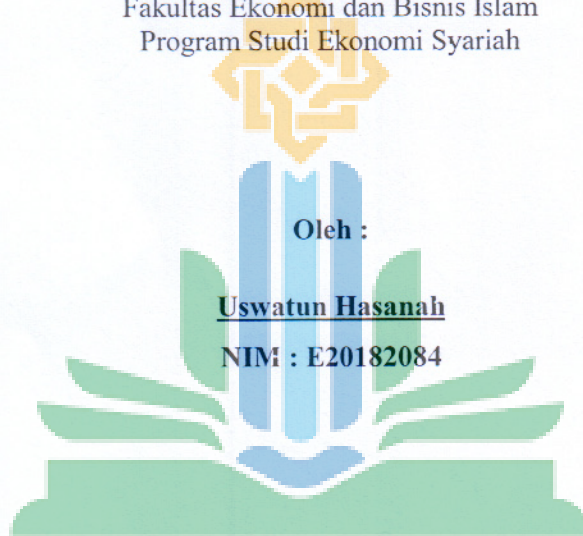 Fakultas Ekonomi dan Bisnis Islam
Program Studi Ekonomi Syariah
Oleh :
Uswatun Hasanah
NIM : E20182084